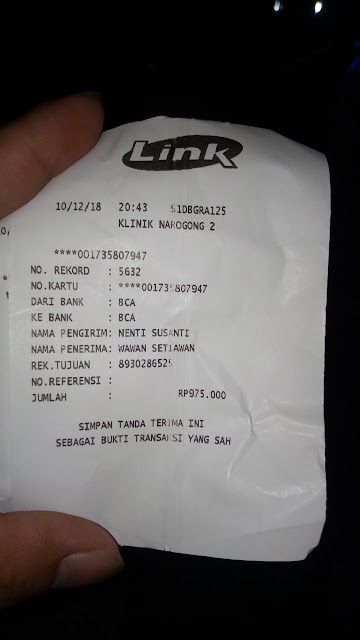 Link
10/12/18 20:43 S1DBGRA125
KLINIK NAROGONG 2
****001735807947
NO. REKORD : 5632
NO.KARTU : ****001735807947
DARI BANK : BCA
KE BANK : BCA
NAMA PENGIRIM: NENTI SUSANTI
NAMA PENERIMA: WAWAN SETIAWAN
REK.TUJUAN : 8930286525
NO.REFERENSI :
JUMLAH : RP975.000
SIMPAN TANDA TERIMA INI
SEBAGAI BUKTI TRANSAKSI YANG SAH